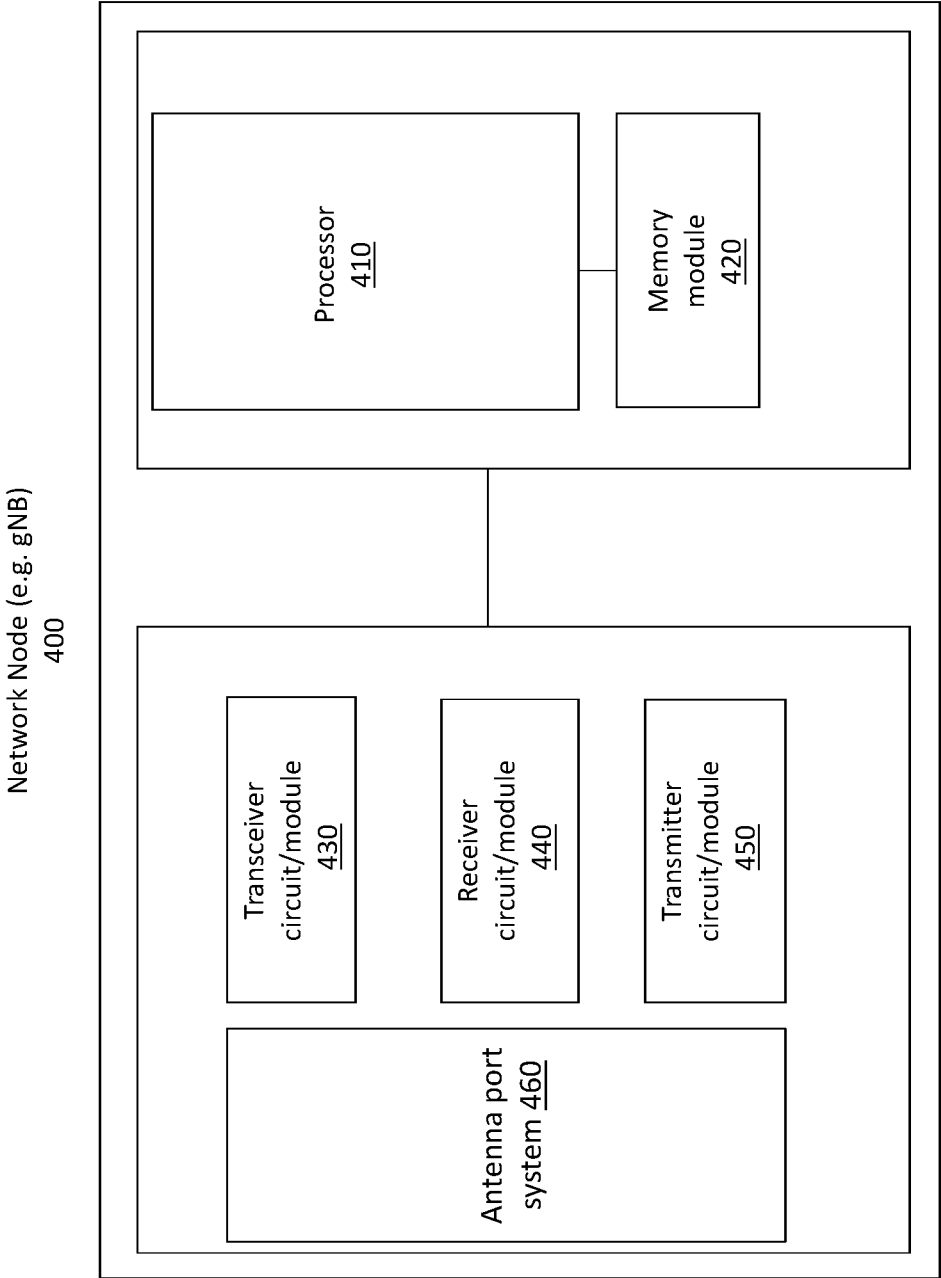 Network Node (e.g. gNB)
400
Transceiver
circuit/module
430
Antenna port
system 460
Receiver
circuit/module
440
Transmitter
circuit/module
450
Processor
410
Memory
module
420